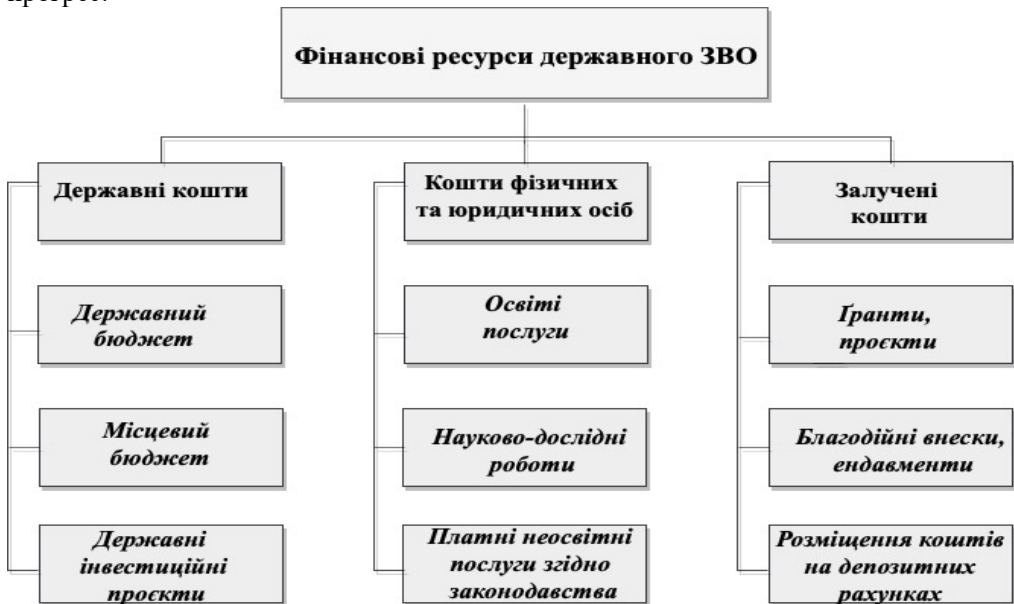 Фінансові ресурси державного ЗВО
Державні кошти
Державний
бюджет
Місцевий
бюджет
Державні
інвестиційні
проєкти
Кошти фізичних
та юридичних осіб
Освіті
послуги
Науково-дослідні
роботи
Платні неосвітні
послуги згідно
законодавства
Залучені
кошти
Ґранти,
проєкти
Благодійні внески,
ендавменти
Розміщення коштів
на депозитних
рахунках